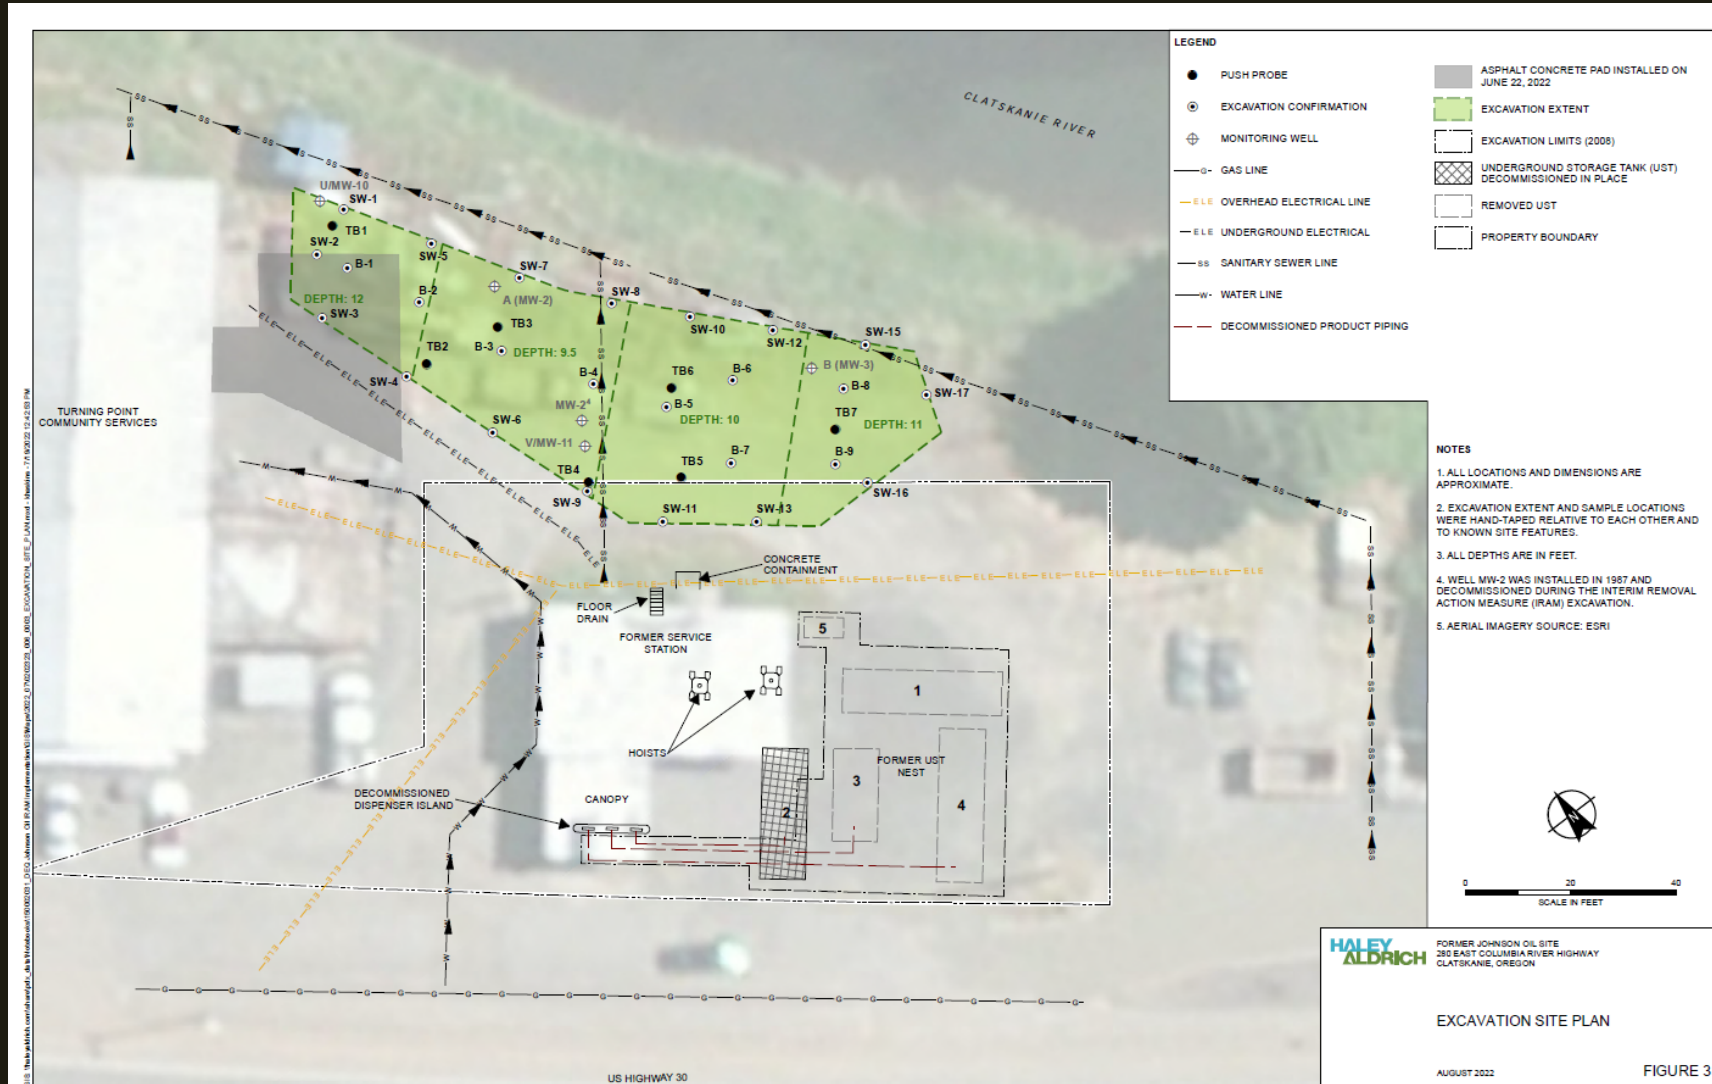 CLATSKANIE RIVER
LEGEND
PUSH PROBE
EXCAVATION CONFIRMATION
MONITORING WELL
G GAS LINE
ELE OVERHEAD ELECTRICAL LINE
ELE UNDERGROUND ELECTRICAL
SS SANITARY SEWER LINE
W WATER LINE
DECOMMISSIONED PRODUCT PIPING
ASPHALT CONCRETE PAD INSTALLED ON
JUNE 22, 2022
EXCAVATION EXTENT
EXCAVATION LIMITS (2008)
UNDERGROUND STORAGE TANK (UST)
DECOMMISSIONED IN PLACE
REMOVED UST
PROPERTY BOUNDARY
U/MW-10
SW-1
TB1
SW-2
B-1
SW-5
DEPTH: 12
SW-3
B-2
SW-7
A (MW-2)
SW-8
TB3
B-3
DEPTH: 9.5
TB2
SW-4
B-4
MW-2⁴
SW-6
V/MW-11
TB4
SW-9
SW-10
SW-12
SW-15
TB6
B-6
B-5
DEPTH: 10
B-7
TB5
SW-11
SW-13
B (MW-3)
B-8
SW-17
TB7
DEPTH: 11
B-9
SW-16
TURNING POINT
COMMUNITY SERVICES
CONCRETE
CONTAINMENT
FLOOR
DRAIN
FORMER SERVICE
STATION
HOISTS
5
1
FORMER UST
NEST
3
4
2
DECOMMISSIONED
DISPENSER ISLAND
CANOPY
US HIGHWAY 30
NOTES
1. ALL LOCATIONS AND DIMENSIONS ARE
APPROXIMATE.
2. EXCAVATION EXTENT AND SAMPLE LOCATIONS
WERE HAND-TAPED RELATIVE TO EACH OTHER AND
TO KNOWN SITE FEATURES.
3. ALL DEPTHS ARE IN FEET.
4. WELL MW-2 WAS INSTALLED IN 1987 AND
DECOMMISSIONED DURING THE INTERIM REMOVAL
ACTION MEASURE (IRAM) EXCAVATION.
5. AERIAL IMAGERY SOURCE: ESRI
N
0 20 40
SCALE IN FEET
HALEY
ALDRICH
FORMER JOHNSON OIL SITE
280 EAST COLUMBIA RIVER HIGHWAY
CLATSKANIE, OREGON
EXCAVATION SITE PLAN
AUGUST 2022
FIGURE 3